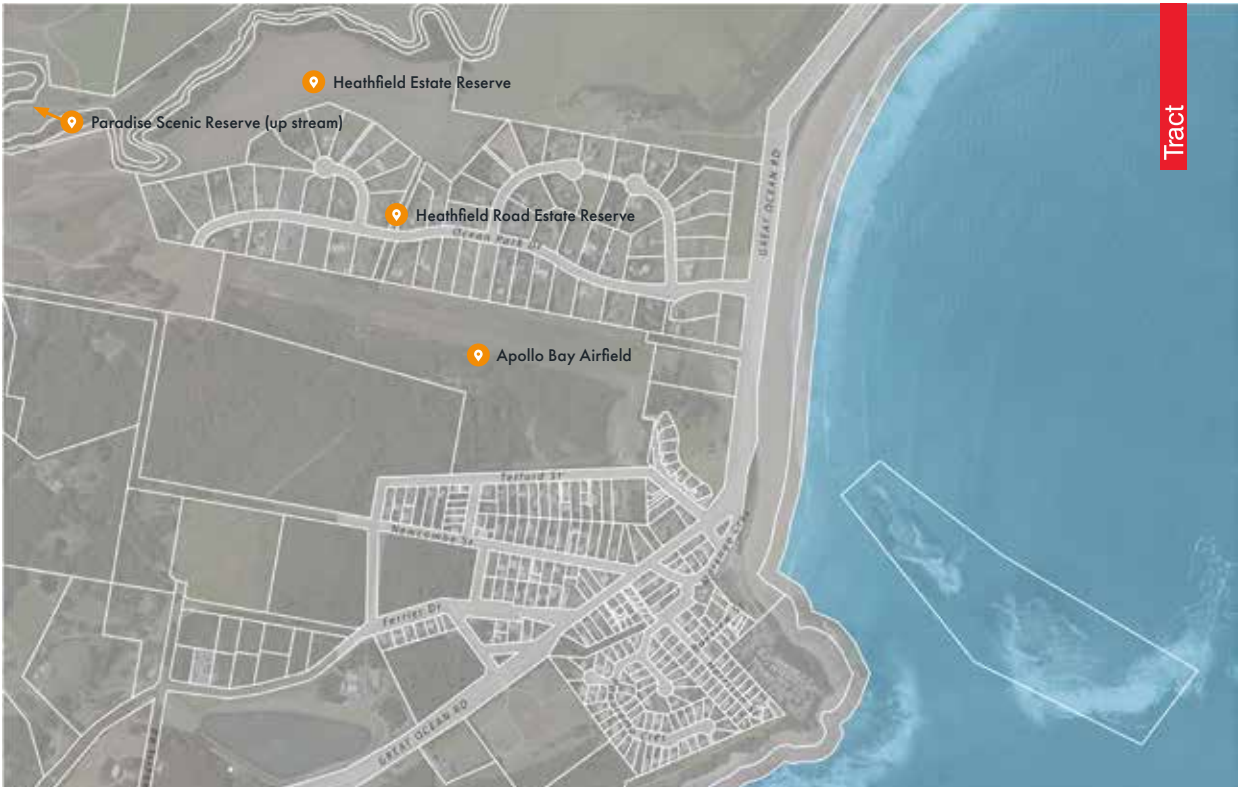 Tract
Heathfield Estate Reserve
Paradise Scenic Reserve (up stream)
GREAT OCEAN RD
Heathfield Road Estate Reserve
Ocean Park Dr
Apollo Bay Airfield
Telford St
Newcombe St
Ferrier Dr
GREAT OCEAN RD